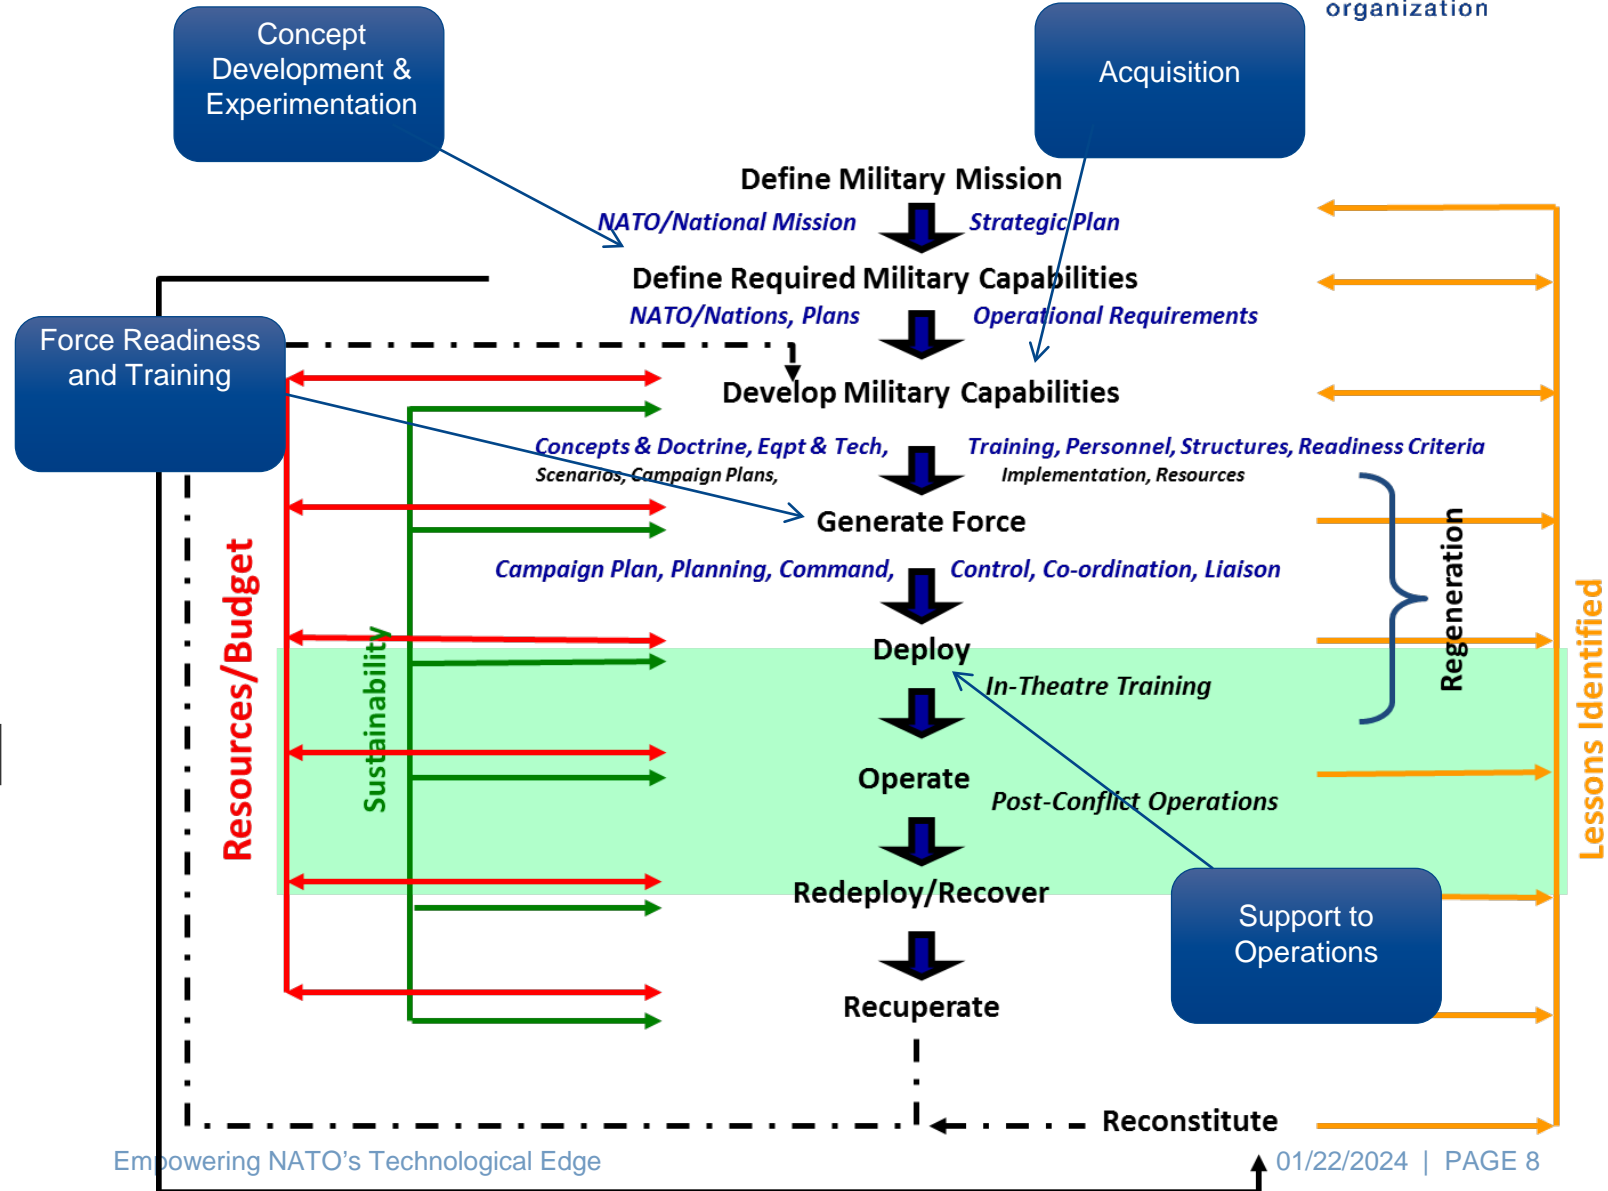 organization
Concept
Development &
Experimentation
Acquisition
Define Military Mission
NATO/National Mission
Strategic Plan
Define Required Military Capabilities
NATO/Nations, Plans
Operational Requirements
Force Readiness
and Training
Develop Military Capabilities
Concepts & Doctrine, Eqpt & Tech,
Training, Personnel, Structures, Readiness Criteria
Scenarios, Campaign Plans,
Implementation, Resources
Generate Force
Campaign Plan, Planning, Command,
Control, Co-ordination, Liaison
Regeneration
Resources/Budget
Sustainability
Lessons Identified
Deploy
In-Theatre Training
Operate
Post-Conflict Operations
Redeploy/Recover
Support to
Operations
Recuperate
Reconstitute
Empowering NATO's Technological Edge
01/22/2024 | PAGE 8